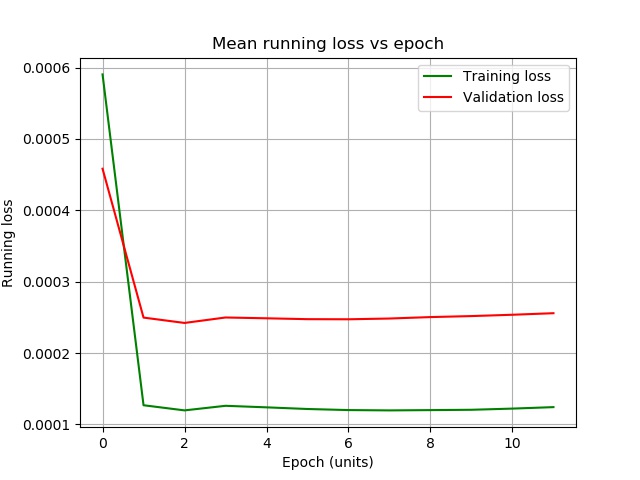 Mean running loss vs epoch
0.0006
0.0005
0.0004
0.0003
0.0002
0.0001
Running loss
Training loss
Validation loss
0 2 4 6 8 10
Epoch (units)